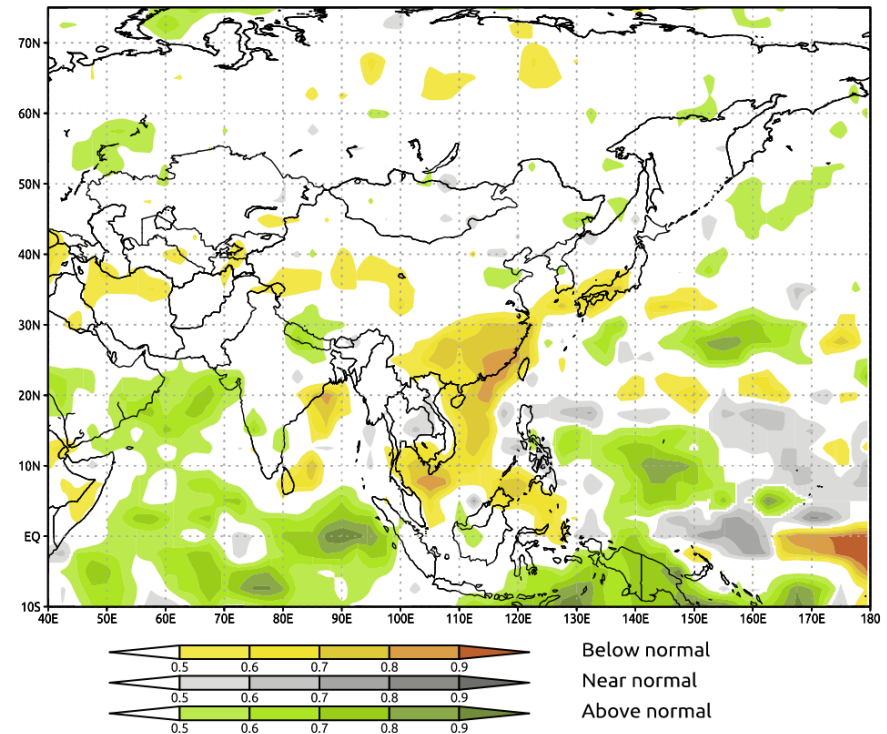 70N
60N
50N
40N
30N
20N
10N
EQ
10S
40E 50E 60E 70E 80E 90E 100E 110E 120E 130E 140E 150E 160E 170E 180
Below normal
0.5 0.6 0.7 0.8 0.9
Near normal
0.5 0.6 0.7 0.8 0.9
Above normal
0.5 0.6 0.7 0.8 0.9